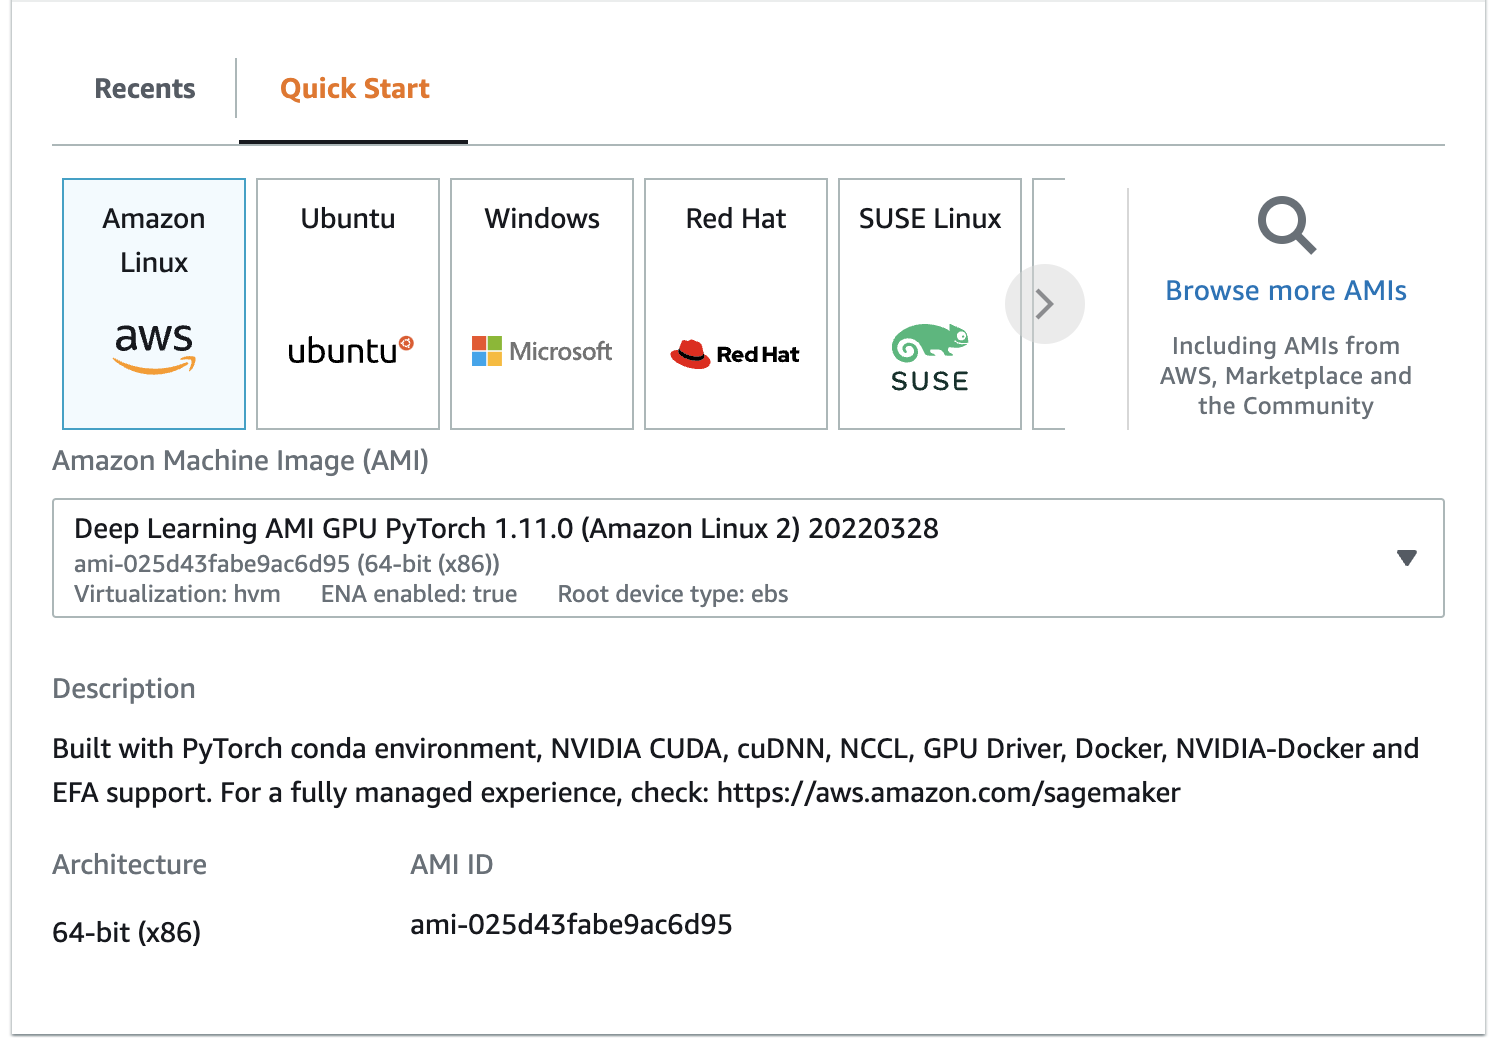 Recents
Quick Start
Amazon
Linux
aws
Ubuntu
ubuntu
Windows
Microsoft
Red Hat
Red Hat
SUSE Linux
SUSE
Browse more AMIs
Including AMIs from
AWS, Marketplace and
the Community
Amazon Machine Image (AMI)
Deep Learning AMI GPU PyTorch 1.11.0 (Amazon Linux 2) 20220328
ami-025d43fabe9ac6d95 (64-bit (x86))
Virtualization: hvm ENA enabled: true Root device type: ebs
Description
Built with PyTorch conda environment, NVIDIA CUDA, cuDNN, NCCL, GPU Driver, Docker, NVIDIA-Docker and
EFA support. For a fully managed experience, check: https://aws.amazon.com/sagemaker
Architecture
64-bit (x86)
AMI ID
ami-025d43fabe9ac6d95